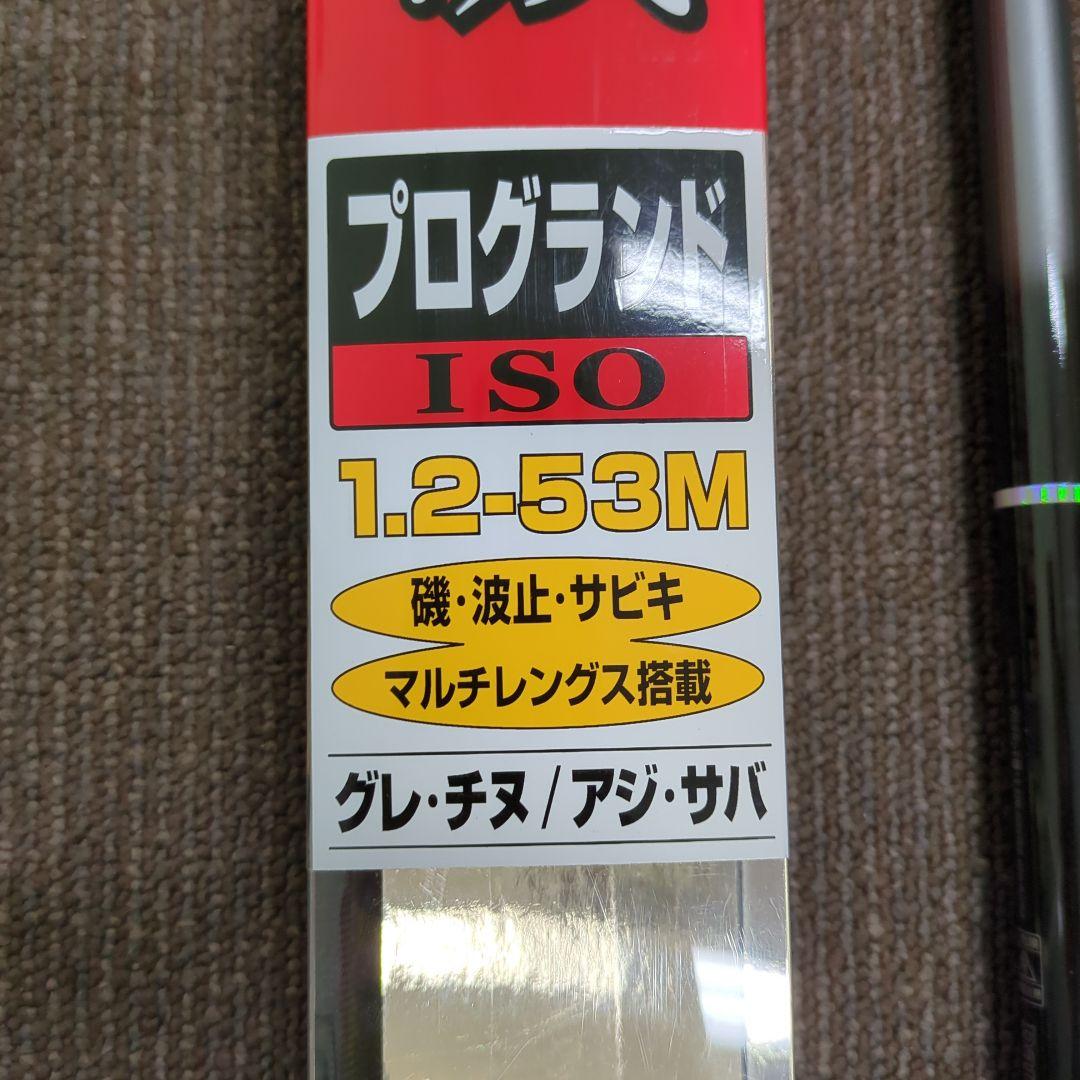 プログランド
ISO
1.2-53M
磯・波止・サビキ
マルチレングス搭載
グレ・チヌ/アジ・サバ